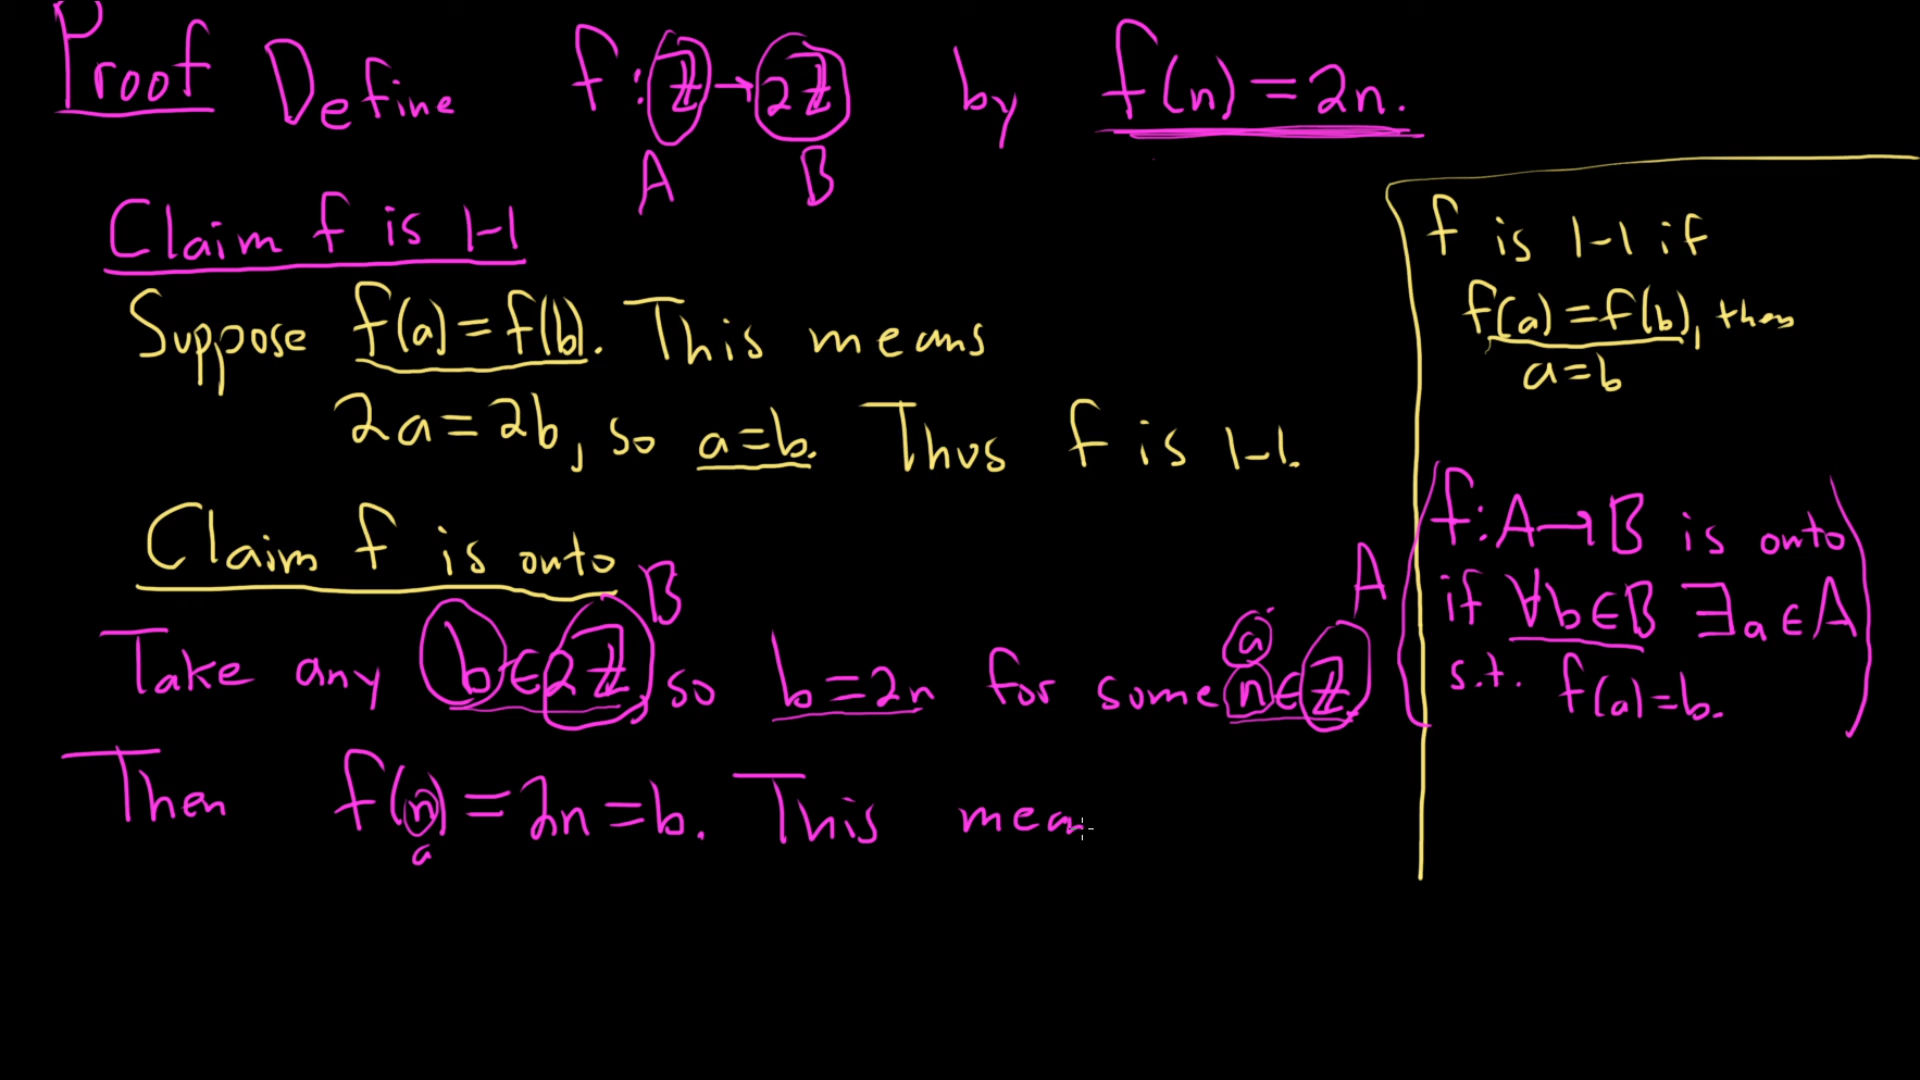 Proof Define f:ℤ→2ℤ by f(n)=2n.
A B
Claim f is 1-1
Suppose f(a)=f(b). This means
2a=2b, so a=b. Thus f is 1-1.
Claim f is onto
B A
a
Take any b∈2ℤ, so b=2n for some n∈ℤ
Then f(n)=2n=b. This mean
a
f is 1-1 if
f(a)=f(b), then
a=b
f:A→B is onto
if ∀b∈B ∃a∈A
s.t. f(a)=b.